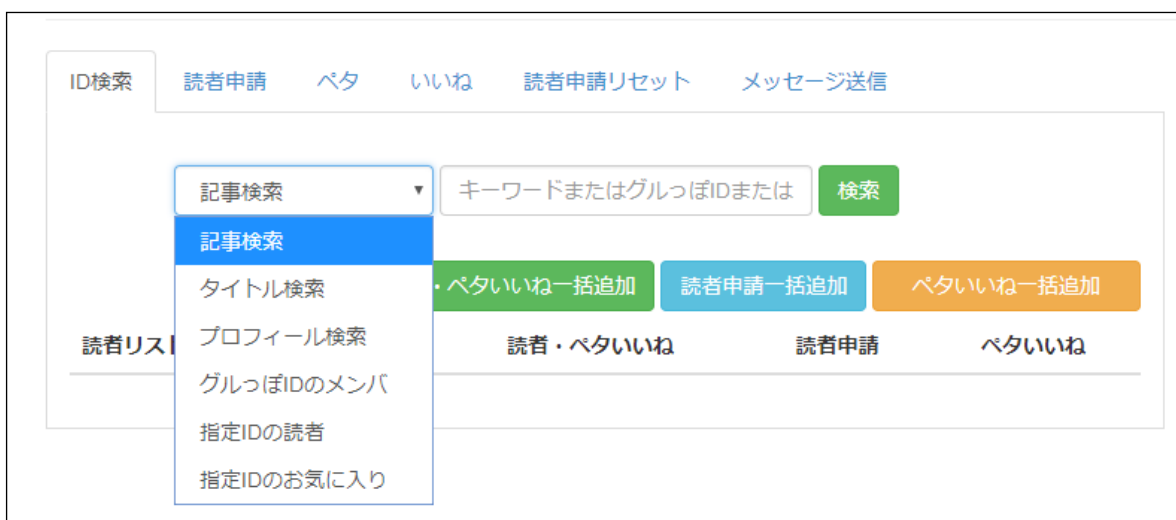 ID検索 読者申請 ペタ いいね 読者申請リセット メッセージ送信
記事検索 キーワードまたはグルっぽIDまたは 検索
記事検索
タイトル検索 ・ペタいいね一括追加 読者申請一括追加 ペタいいね一括追加
読者リス プロフィール検索 読者・ペタいいね 読者申請 ペタいいね
グルっぽIDのメンバ
指定IDの読者
指定IDのお気に入り